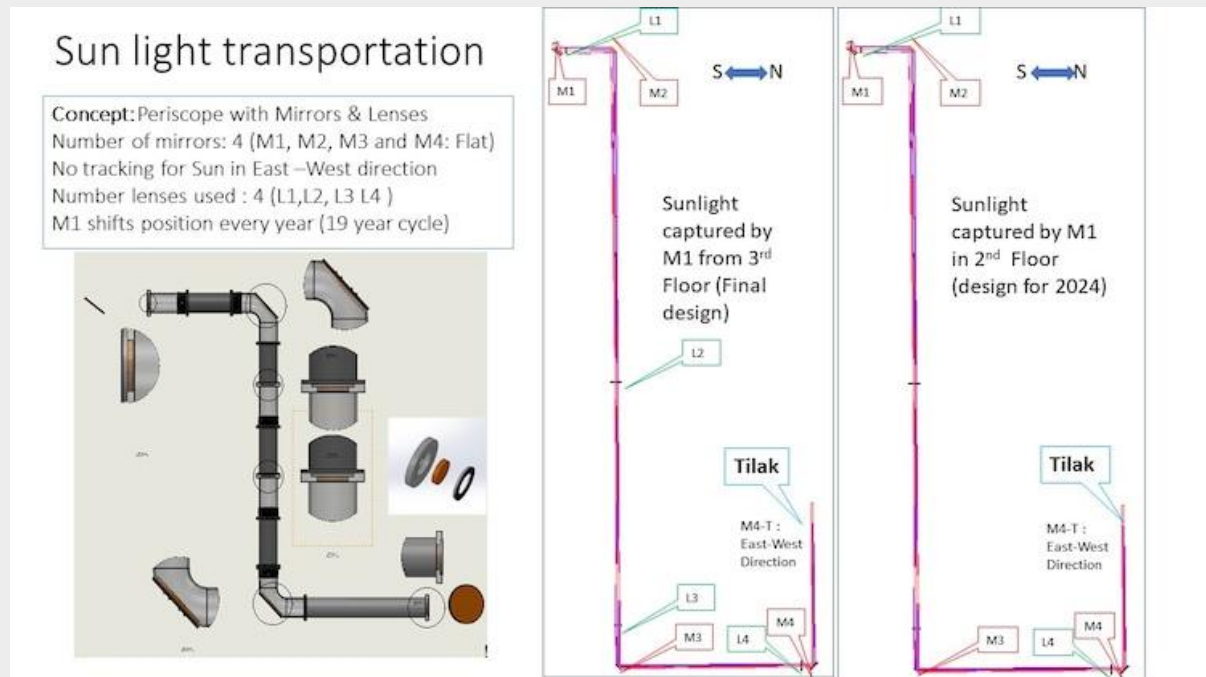 Sun light transportation
Concept: Periscope with Mirrors & Lenses
Number of mirrors: 4 (M1, M2, M3 and M4: Flat)
No tracking for Sun in East –West direction
Number lenses used : 4 (L1,L2, L3 L4 )
M1 shifts position every year (19 year cycle)
L1
S N
M1
M2
Sunlight
captured by
M1 from 3rd
Floor (Final
design)
L2
Tilak
M4-T :
East-West
Direction
L3
M3
L4
M4
L1
S N
M1
M2
Sunlight
captured by M1
in 2nd Floor
(design for 2024)
Tilak
M4-T :
East-West
Direction
M3
L4
M4